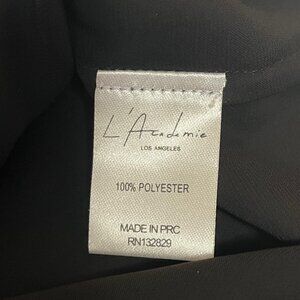 L'Academie
LOS ANGELES
100% POLYESTER
MADE IN PRC
RN132829